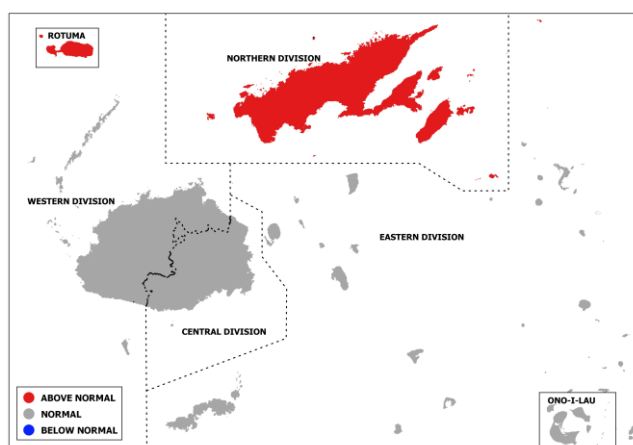 ROTUMA
NORTHERN DIVISION
WESTERN DIVISION
EASTERN DIVISION
CENTRAL DIVISION
ABOVE NORMAL
NORMAL
BELOW NORMAL
ONO-I-LAU